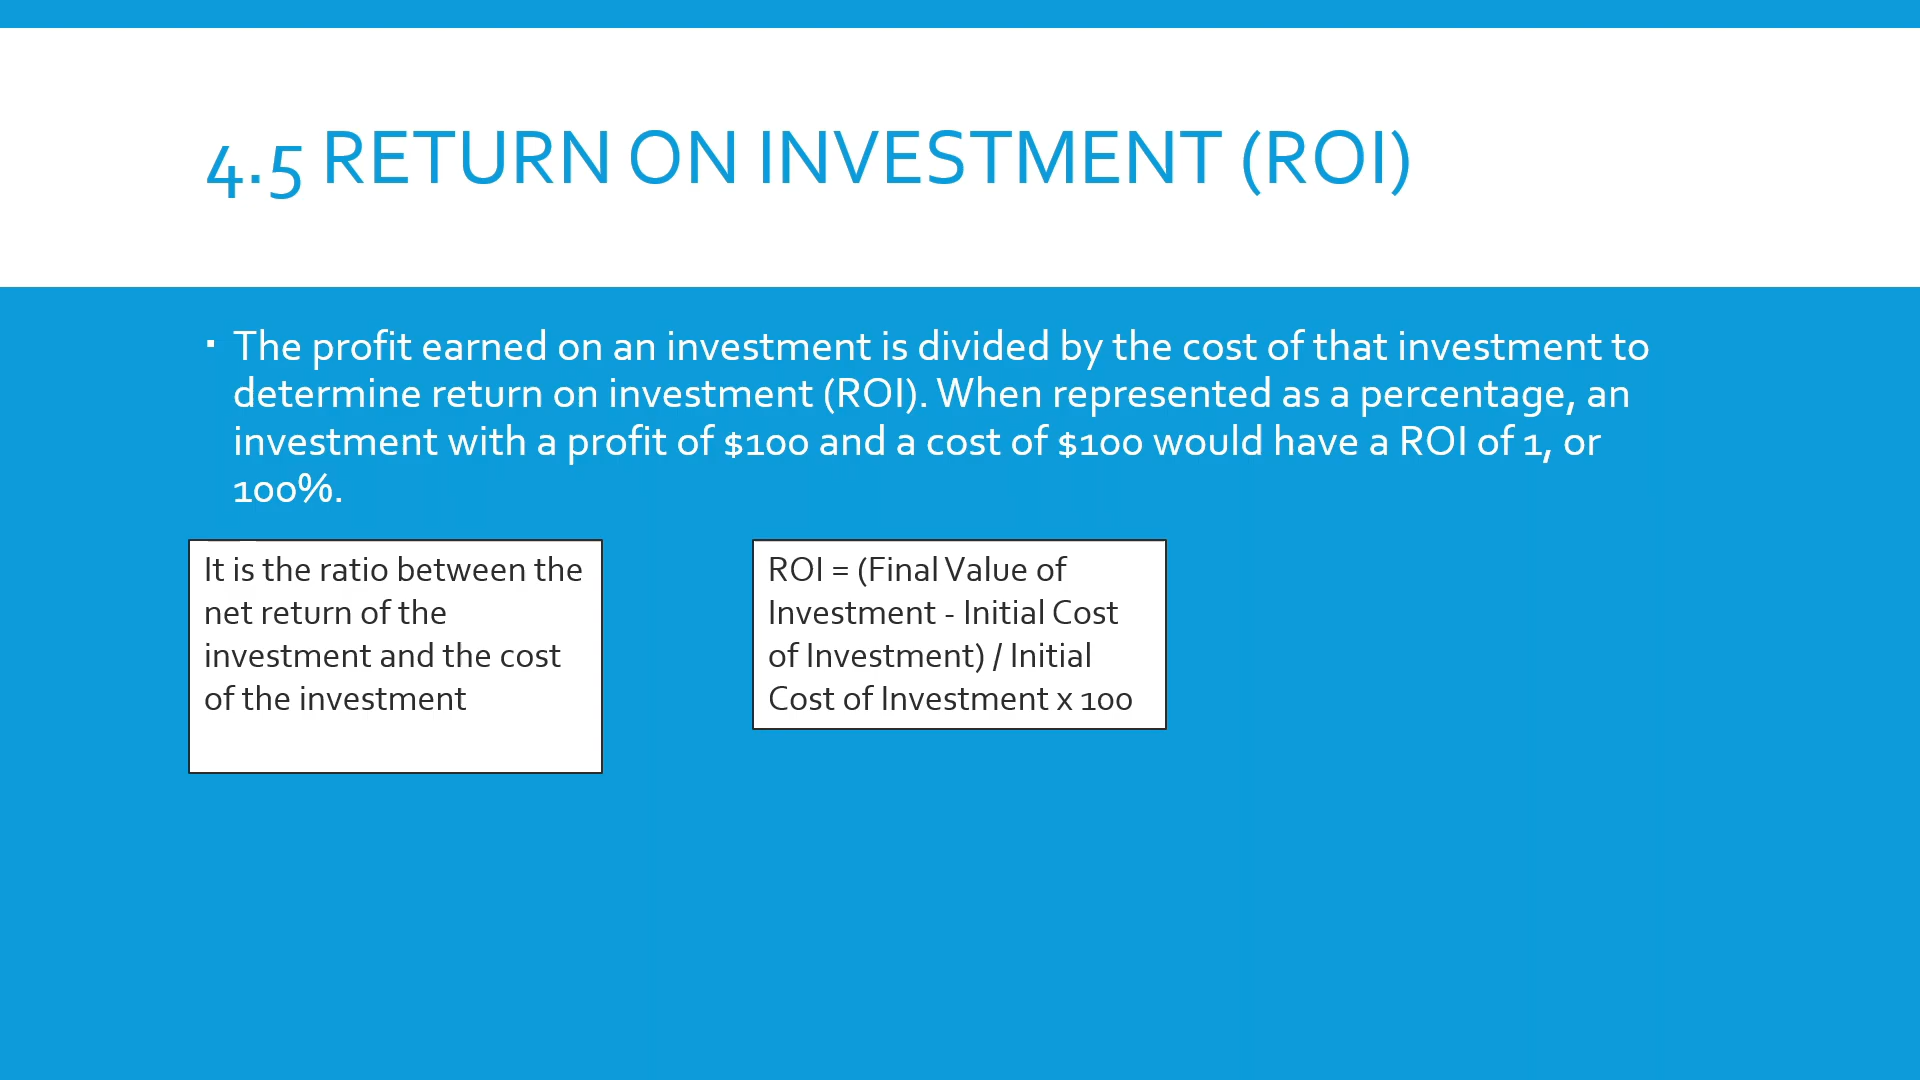 4.5 RETURN ON INVESTMENT (ROI)
▪ The profit earned on an investment is divided by the cost of that investment to
determine return on investment (ROI). When represented as a percentage, an
investment with a profit of $100 and a cost of $100 would have a ROI of 1, or
100%.
It is the ratio between the
net return of the
investment and the cost
of the investment
ROI = (Final Value of
Investment - Initial Cost
of Investment) / Initial
Cost of Investment x 100